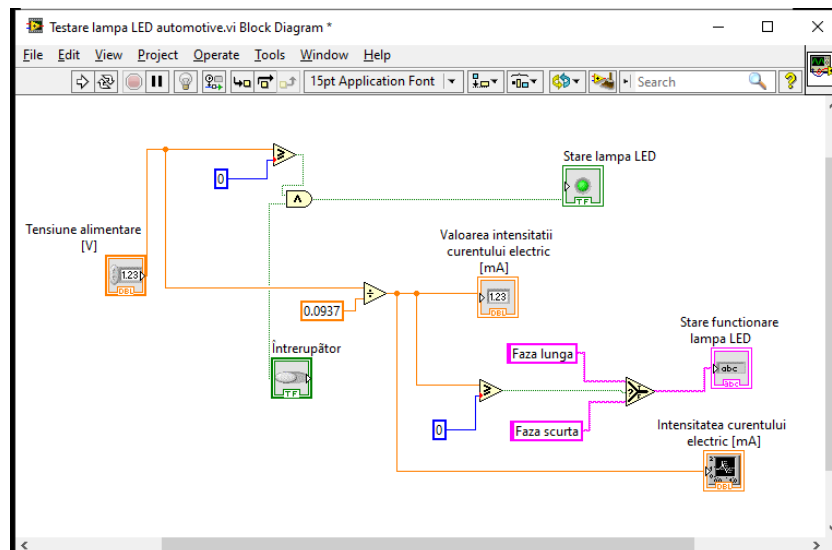 Testare lampa LED automotive.vi Block Diagram *
File Edit View Project Operate Tools Window Help
15pt Application Font
Search
?
Stare lampa LED
TF
0
Tensiune alimentare
[V]
1.23
DBL
Valoarea intensitatii
curentului electric
[mA]
1.23
DBL
0.0937
Întrerupător
TF
Stare functionare
lampa LED
abc
abc
Faza lunga
0
Faza scurta
Intensitatea curentului
electric [mA]
DBL